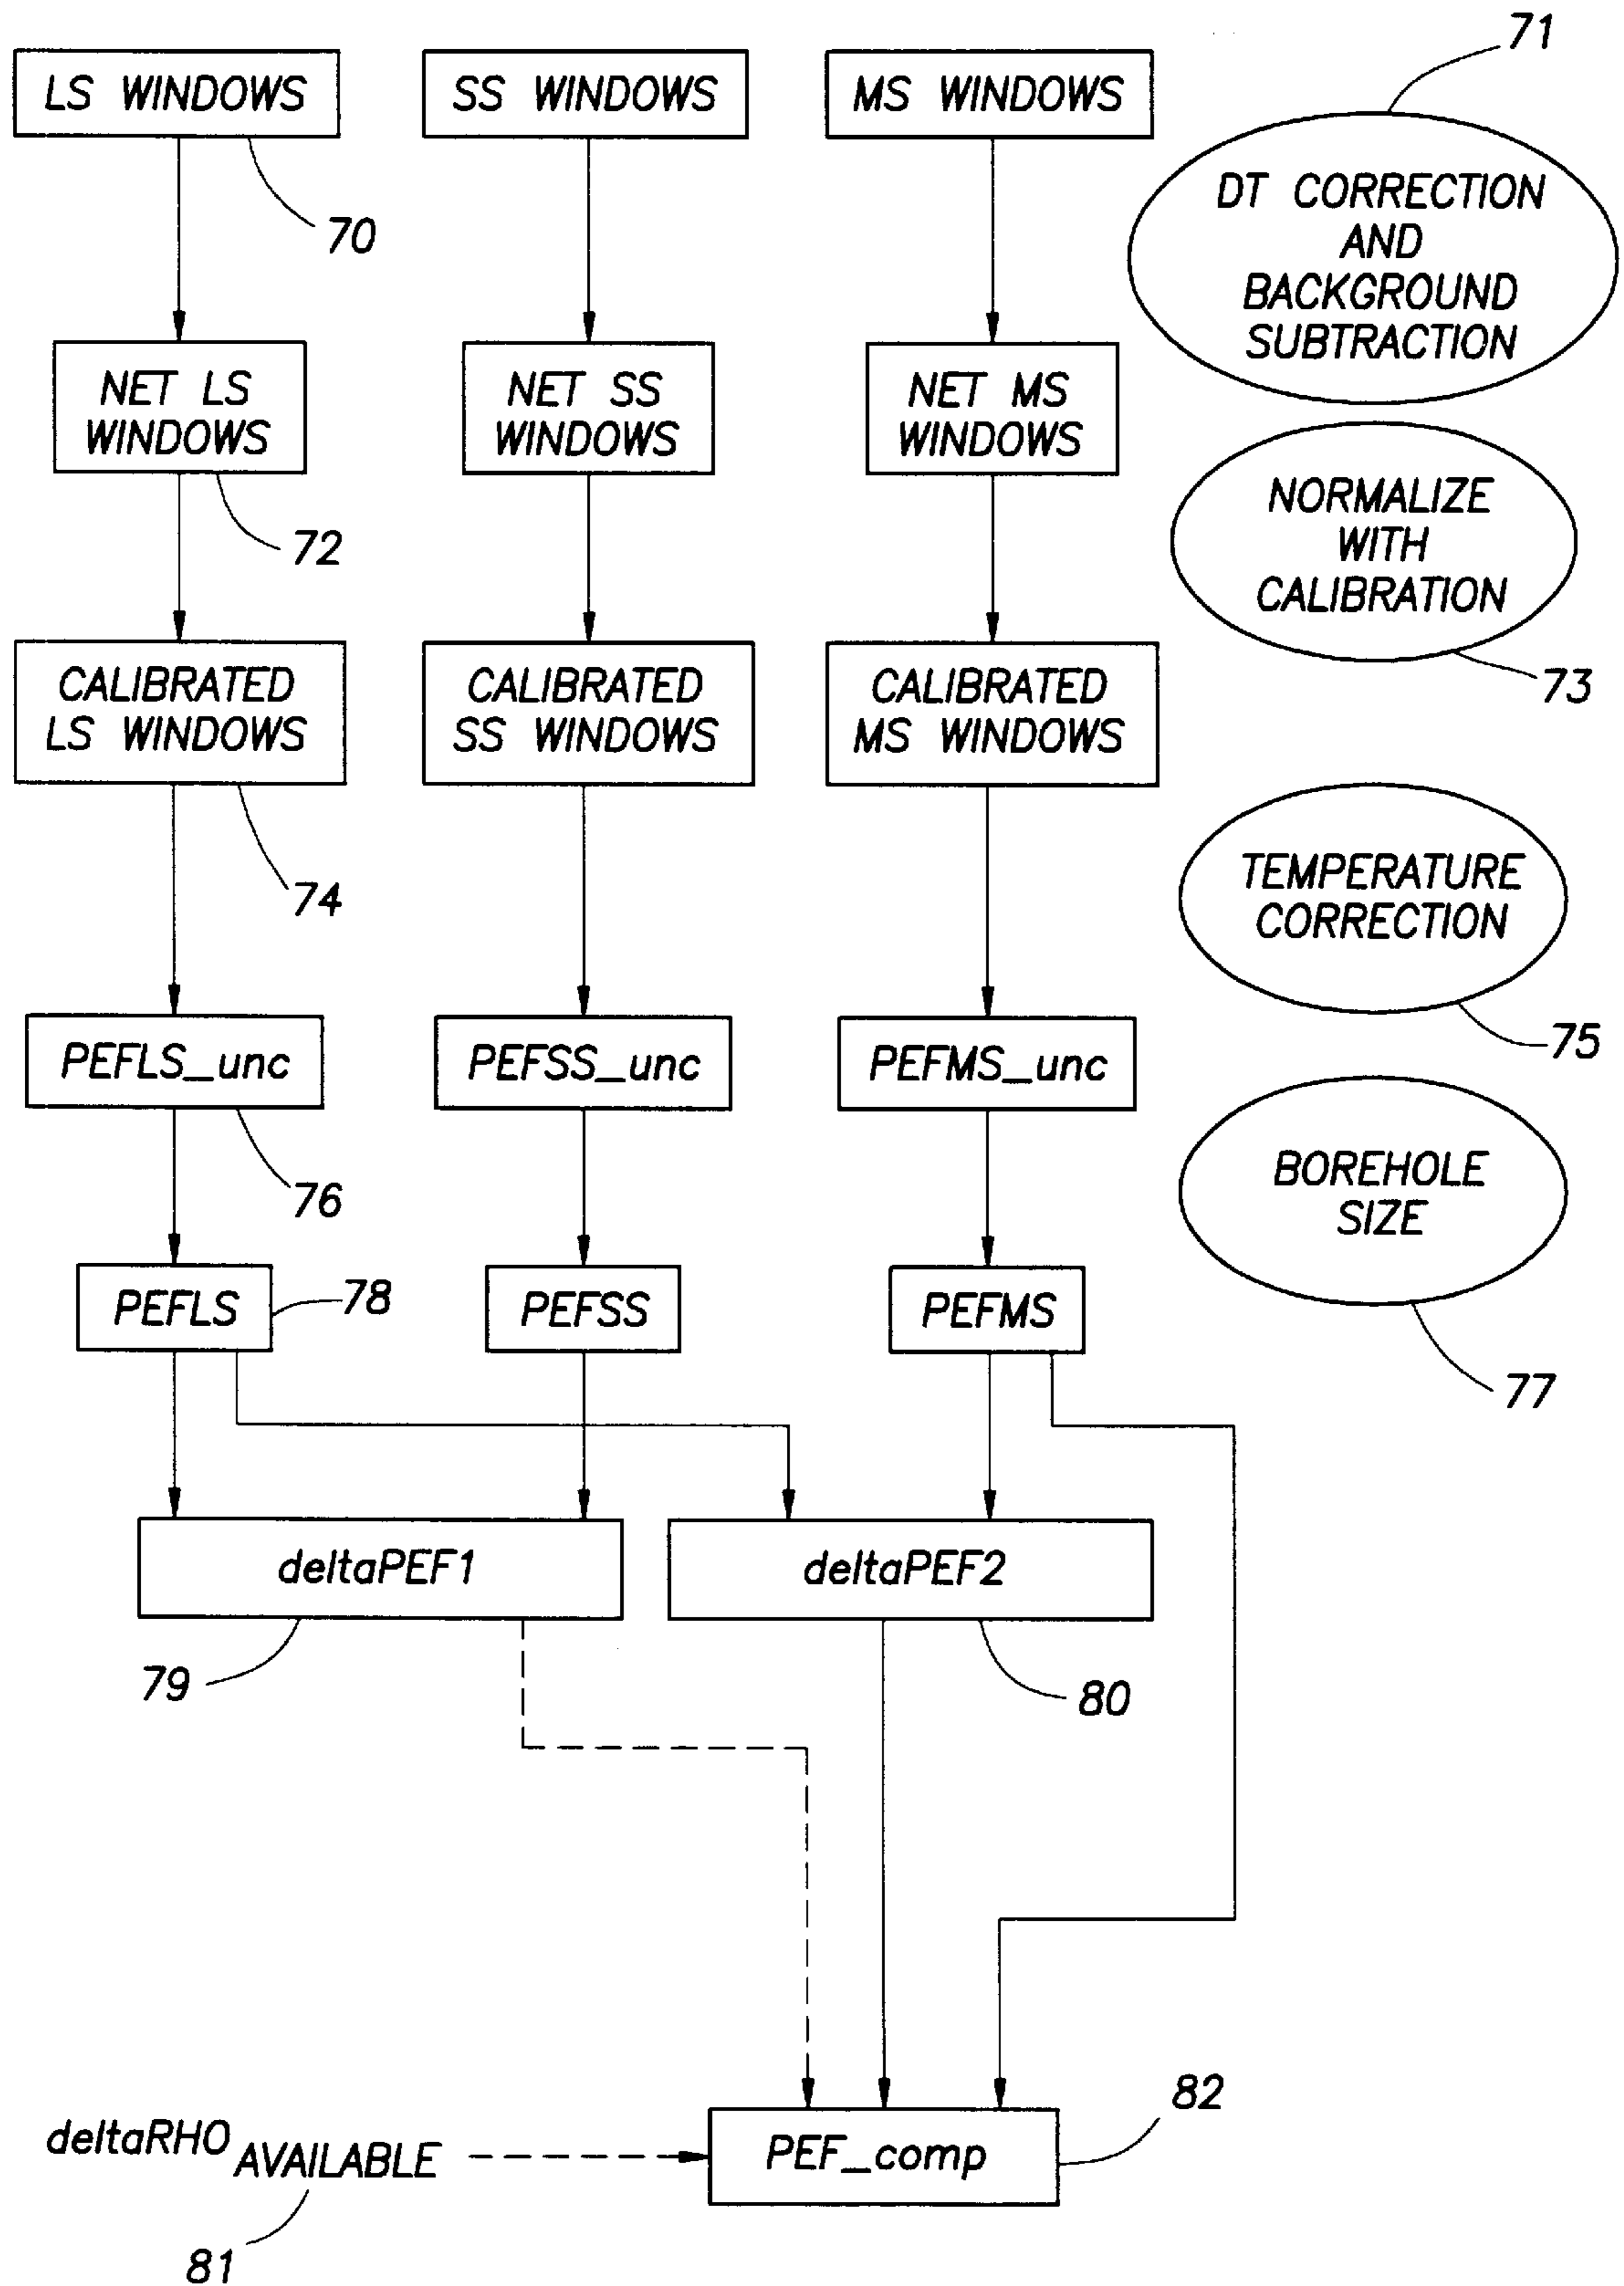 71
LS WINDOWS
SS WINDOWS
MS WINDOWS
DT CORRECTION
AND
BACKGROUND
SUBTRACTION
70
NET LS
WINDOWS
NET SS
WINDOWS
NET MS
WINDOWS
NORMALIZE
WITH
CALIBRATION
72
73
CALIBRATED
LS WINDOWS
CALIBRATED
SS WINDOWS
CALIBRATED
MS WINDOWS
74
TEMPERATURE
CORRECTION
75
PEFLS_unc
PEFSS_unc
PEFMS_unc
76
BOREHOLE
SIZE
77
PEFLS
78
PEFSS
PEFMS
deltaPEF1
deltaPEF2
79
80
82
deltaRHO AVAILABLE
PEF_comp
81